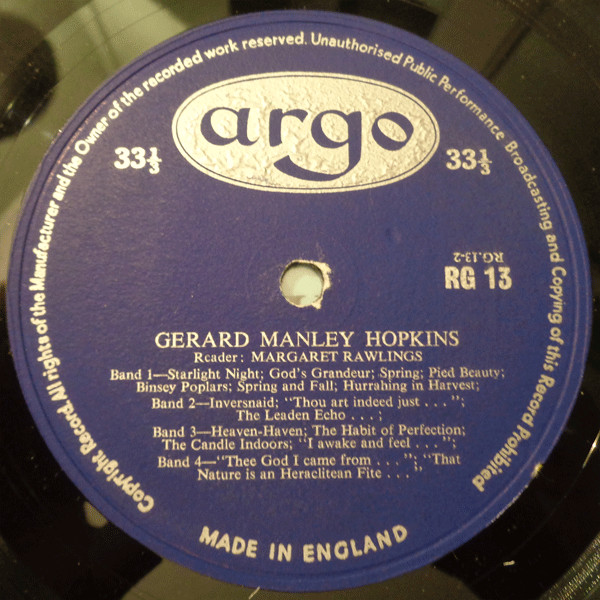 Copyright Record. All rights of the Manufacturer and the Owner of the recorded work reserved. Unauthorised Public Performance Broadcasting and Copying of this Record Prohibited
argo
33⅓
33⅓
RG.13-2
RG 13
GERARD MANLEY HOPKINS
Reader: MARGARET RAWLINGS
Band 1—Starlight Night; God's Grandeur; Spring; Pied Beauty;
Binsey Poplars; Spring and Fall; Hurrahing in Harvest;
Band 2—Inversnaid; "Thou art indeed just . . .";
The Leaden Echo . . .;
Band 3—Heaven-Haven; The Habit of Perfection;
The Candle Indoors; "I awake and feel . . .";
Band 4—"Thee God I came from . . ."; "That
Nature is an Heraclitean Fite . . .",
MADE IN ENGLAND